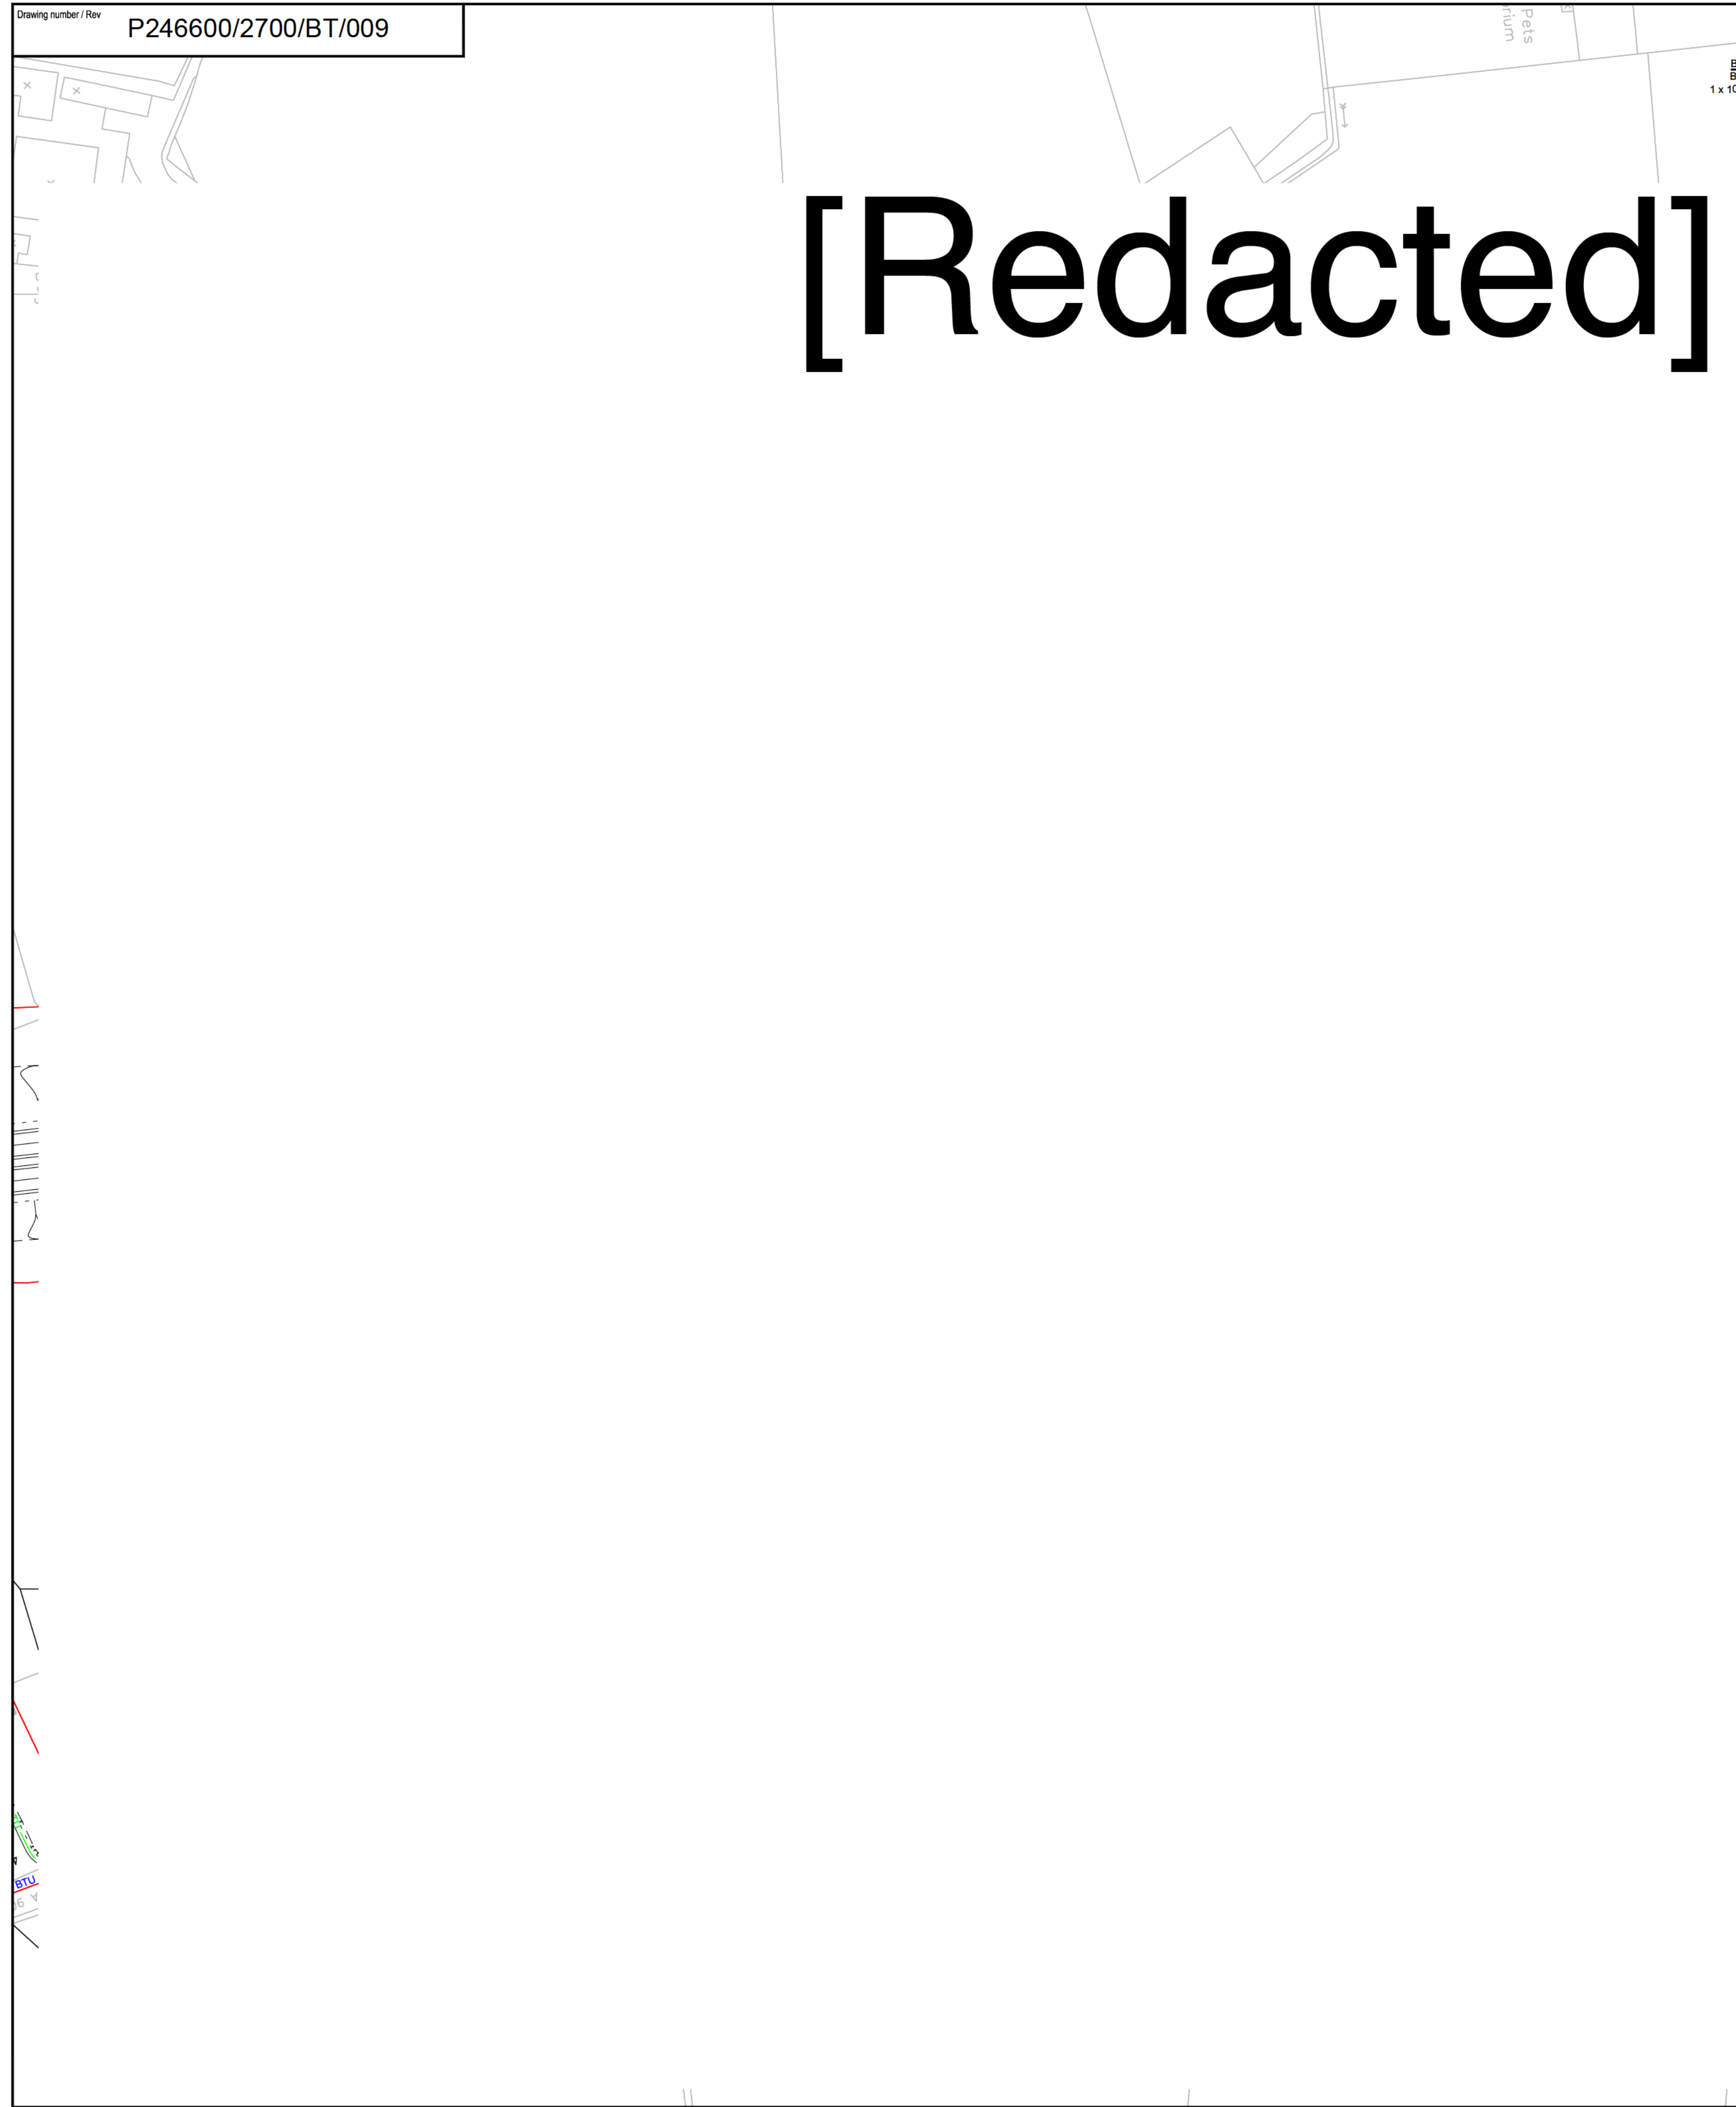 Drawing number / Rev
P246600/2700/BT/009
Pets
rium
B
B
1 x 10
[Redacted]
BTU